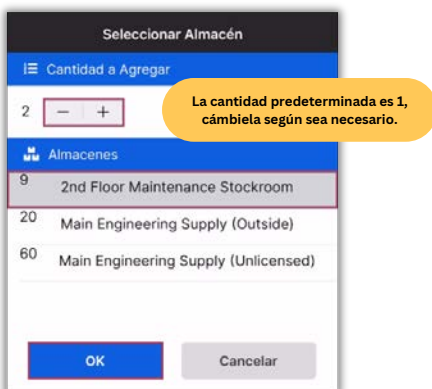 Seleccionar Almacén
Cantidad a Agregar
2 − +
La cantidad predeterminada es 1,
cámbiela según sea necesario.
Almacenes
9 2nd Floor Maintenance Stockroom
20 Main Engineering Supply (Outside)
60 Main Engineering Supply (Unlicensed)
OK Cancelar